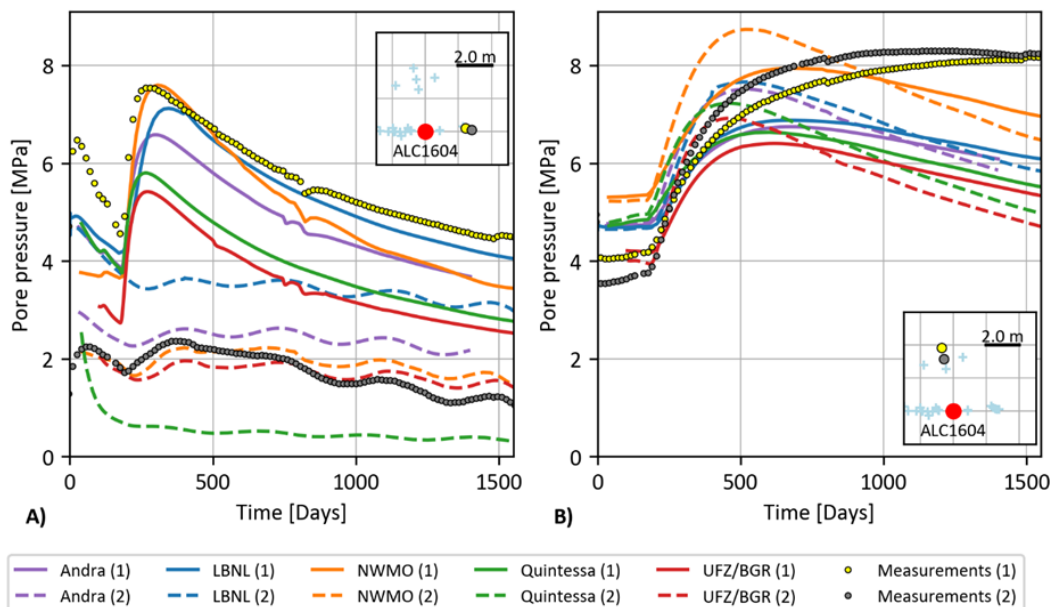 8
6
4
2
0
Pore pressure [MPa]
2.0 m
ALC1604
0 500 1000 1500
Time [Days]
A)
8
6
4
2
0
Pore pressure [MPa]
2.0 m
ALC1604
0 500 1000 1500
Time [Days]
B)
Andra (1) LBNL (1) NWMO (1) Quintessa (1) UFZ/BGR (1) Measurements (1)
Andra (2) LBNL (2) NWMO (2) Quintessa (2) UFZ/BGR (2) Measurements (2)